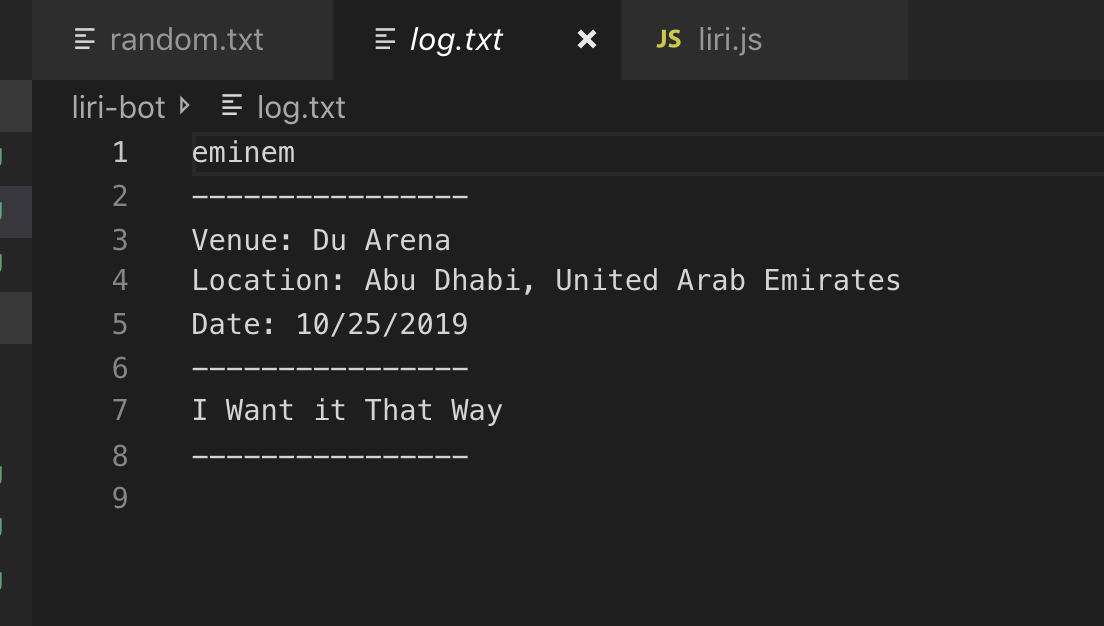 random.txt log.txt × JS liri.js
liri-bot log.txt
1 eminem
2 ----------------
3 Venue: Du Arena
4 Location: Abu Dhabi, United Arab Emirates
5 Date: 10/25/2019
6 ----------------
7 I Want it That Way
8 ----------------
9